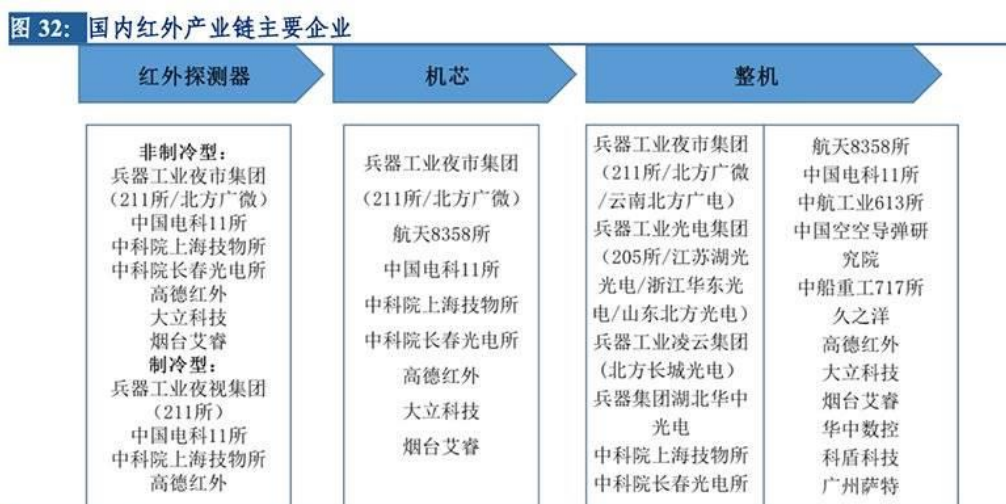 图 32: 国内红外产业链主要企业
红外探测器
机芯
整机
非制冷型:
兵器工业夜市集团
(211所/北方广微)
中国电科11所
中科院上海技物所
中科院长春光电所
高德红外
大立科技
烟台艾睿
制冷型:
兵器工业夜视集团
(211所)
中国电科11所
中科院上海技物所
高德红外
兵器工业夜市集团
(211所/北方广微)
航天8358所
中国电科11所
中科院上海技物所
中科院长春光电所
高德红外
大立科技
烟台艾睿
兵器工业夜市集团
(211所/北方广微
/云南北方广电)
兵器工业光电集团
(205所/江苏湖光
光电/浙江华东光
电/山东北方光电)
兵器工业凌云集团
(北方长城光电)
兵器集团湖北华中
光电
中科院上海技物所
中科院长春光电所
航天8358所
中国电科11所
中航工业613所
中国空空导弹研
究院
中船重工717所
久之洋
高德红外
大立科技
烟台艾睿
华中数控
科盾科技
广州萨特